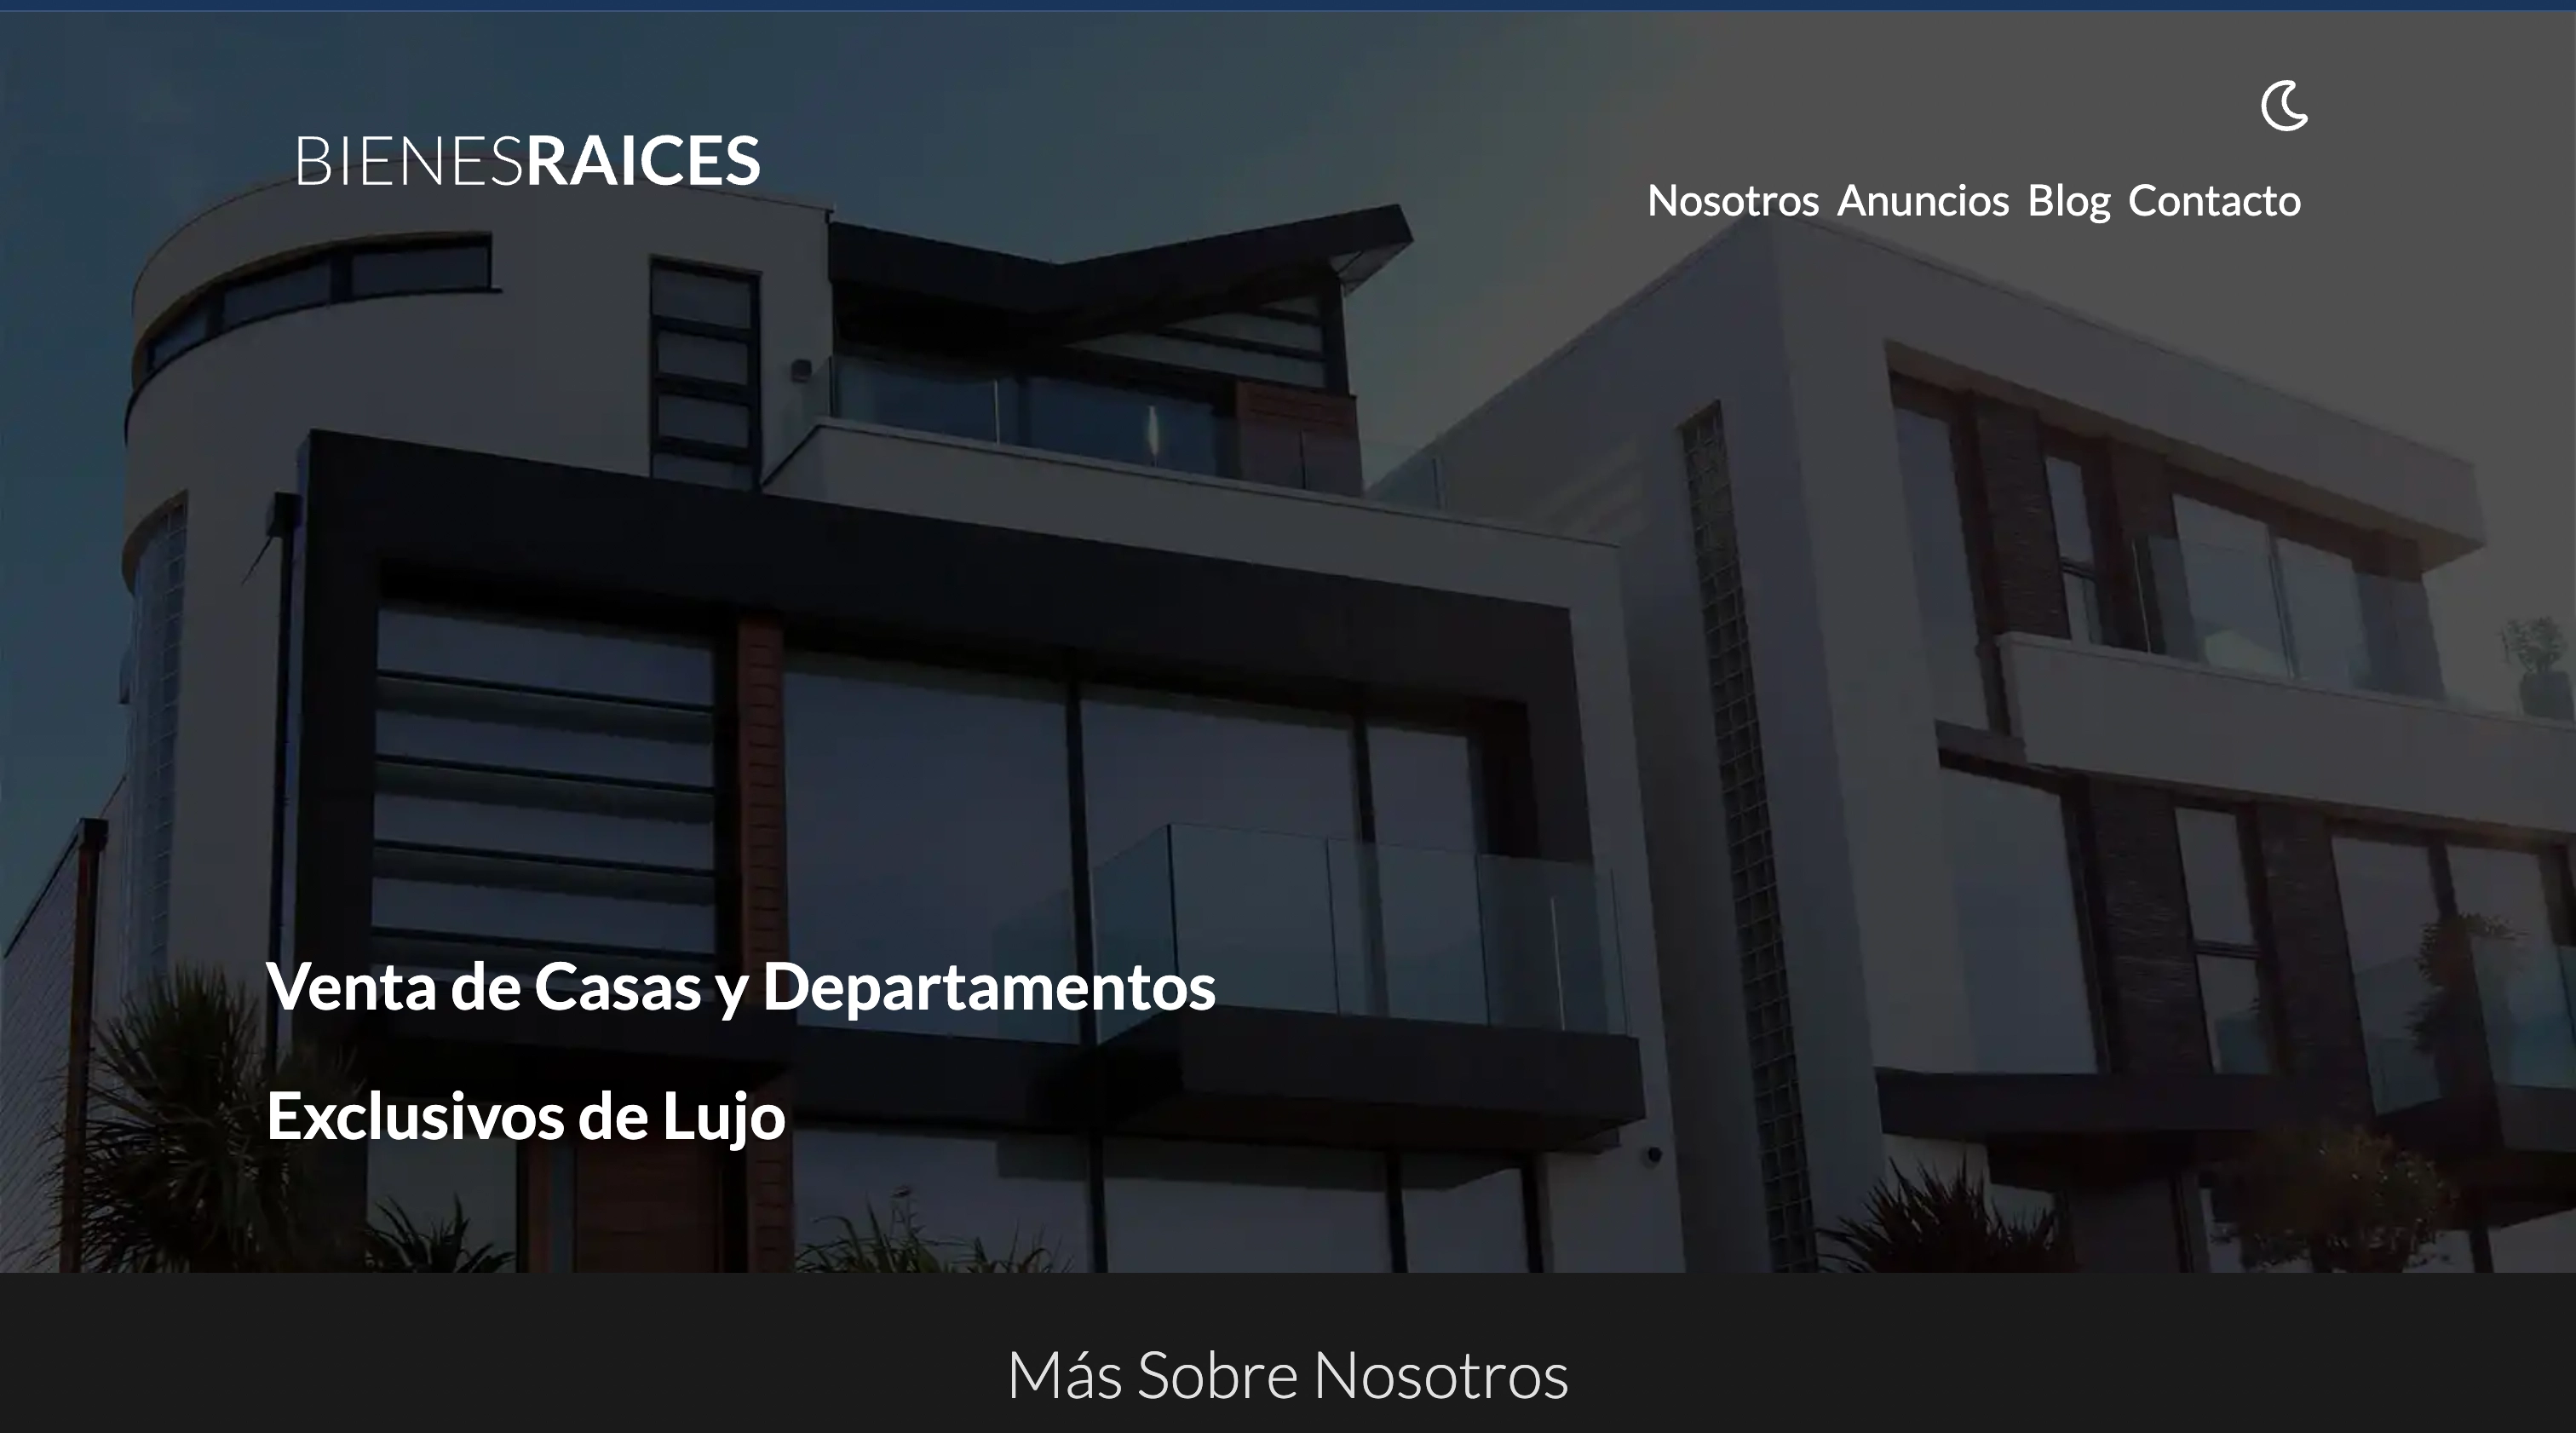 BIENESRAICES
Nosotros Anuncios Blog Contacto
Venta de Casas y Departamentos
Exclusivos de Lujo
Más Sobre Nosotros